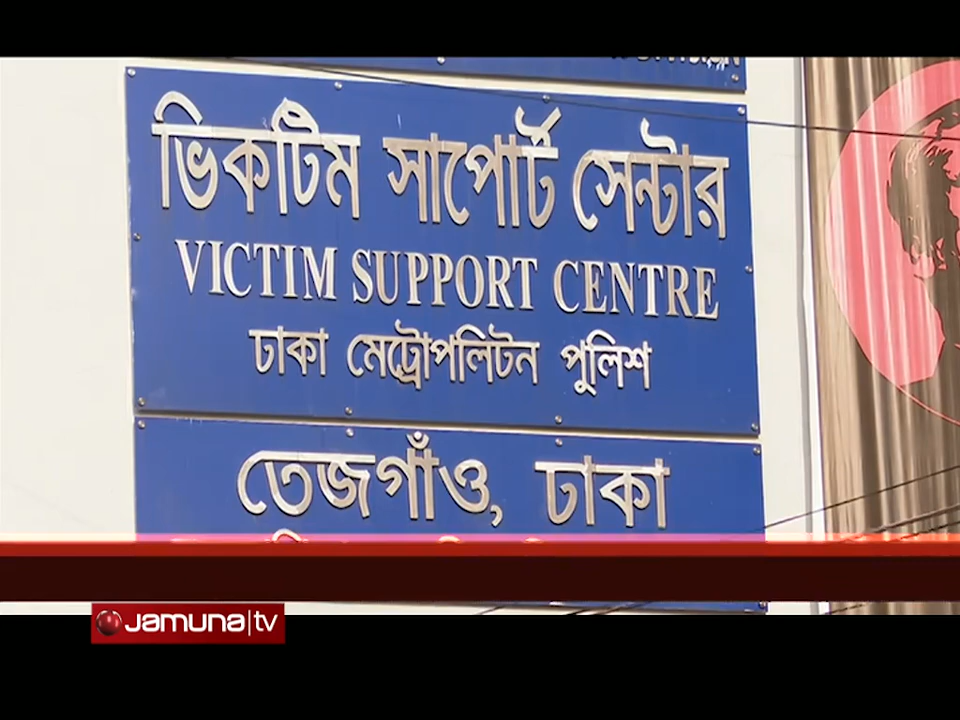 ভিকটিম সাপোর্ট সেন্টার
VICTIM SUPPORT CENTRE
ঢাকা মেট্রোপলিটন পুলিশ
তেজগাঁও, ঢাকা
JAMUNA|tv